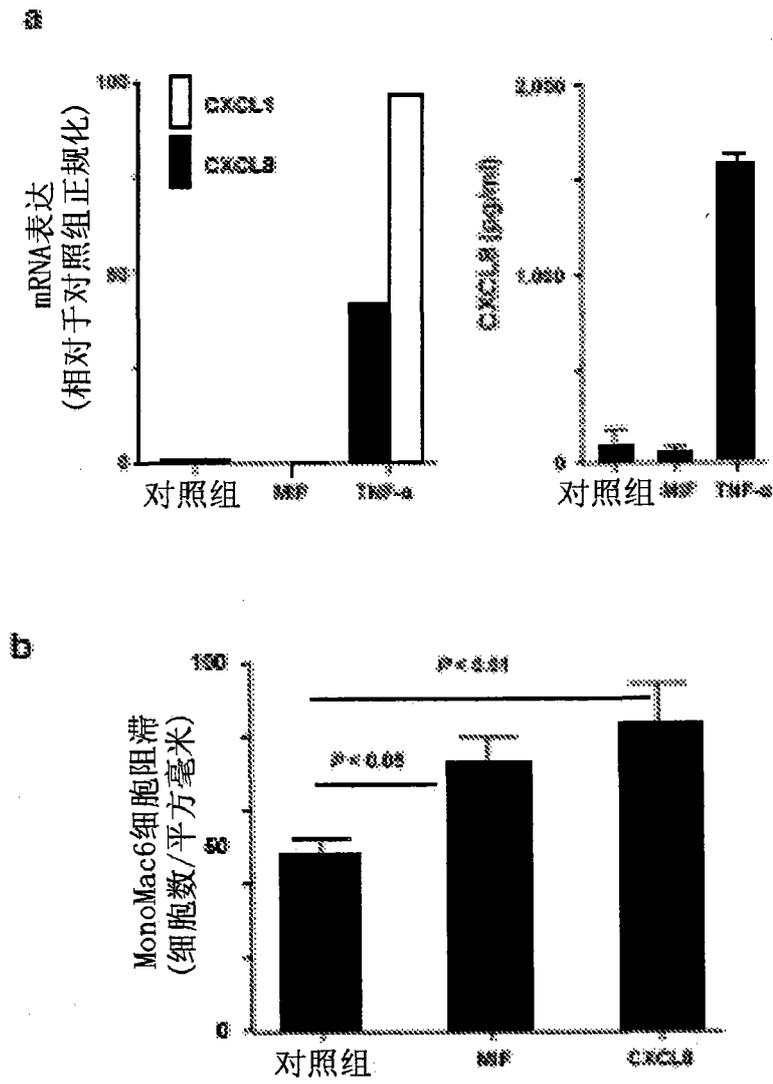 a
100
CXCL1
CXCL8
mRNA表达
(相对于对照组正规化)
50
0
对照组
MIF
TNF-α
2,000
CXCL8 (pg/ml)
1,000
0
对照组
MIF
TNF-α
b
100
P < 0.01
MonoMac6细胞阻滞
(细胞数/平方毫米)
P < 0.05
50
0
对照组
MIF
CXCL8